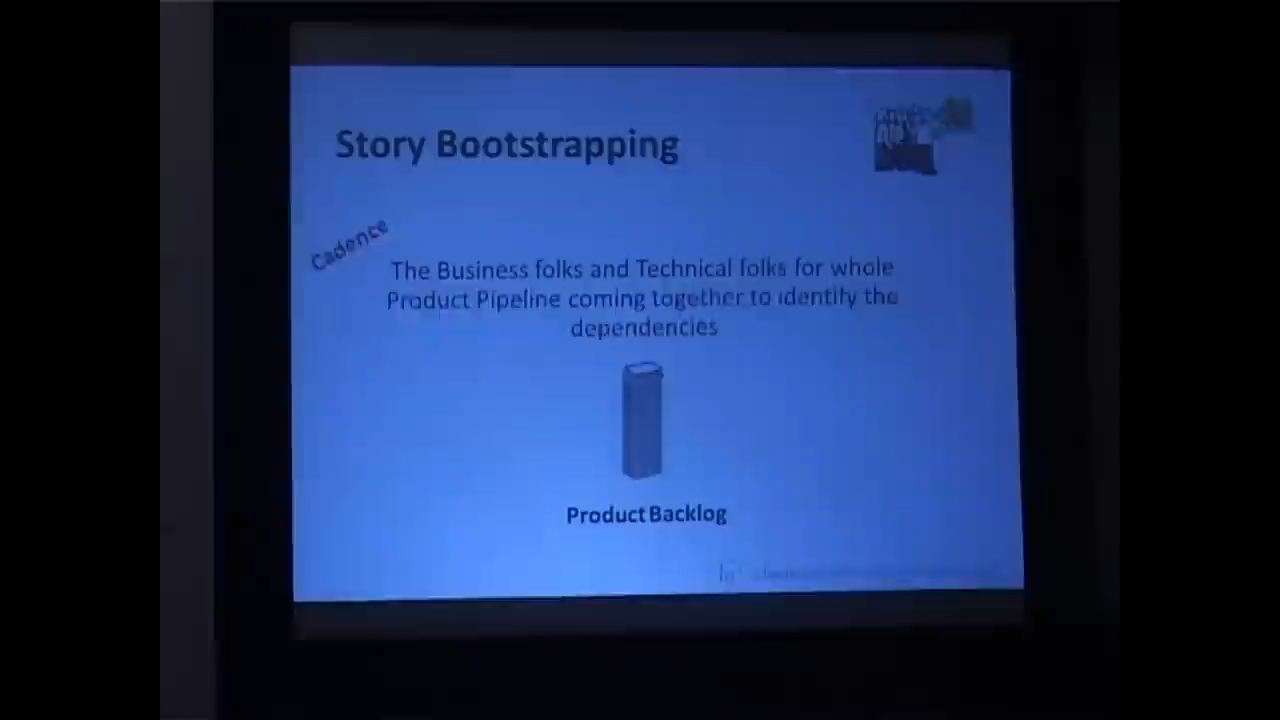 Story Bootstrapping
Cadence
The Business folks and Technical folks for whole
Product Pipeline coming together to identify the
dependencies
Product Backlog